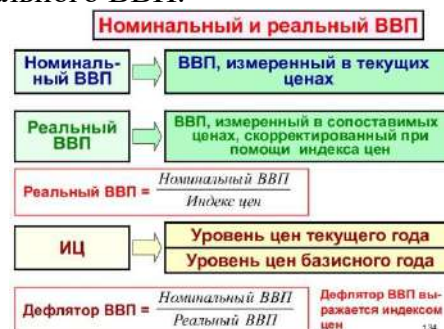 льного ВВП.
Номинальный и реальный ВВП
Номиналь-
ный ВВП
ВВП, измеренный в текущих
ценах
Реальный
ВВП
ВВП, измеренный в сопоставимых
ценах, скорректированный при
помощи индекса цен
Реальный ВВП = Номинальный ВВП
Индекс цен
ИЦ
Уровень цен текущего года
Уровень цен базисного года
Дефлятор ВВП = Номинальный ВВП
Реальный ВВП
Дефлятор ВВП вы-
ражается индексом
цен